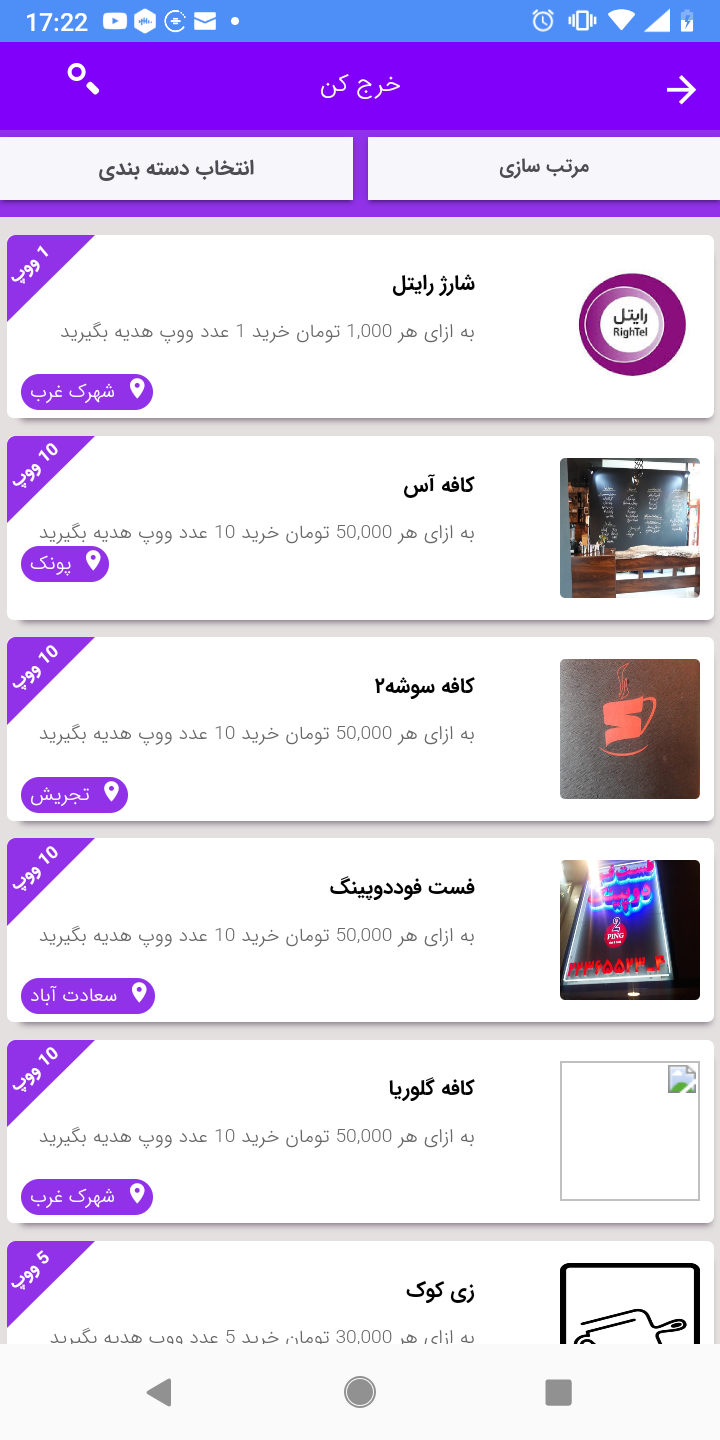 17:22
خرج کن
مرتب سازی
انتخاب دسته بندی
1 ووپ
شارژ رایتل
رایتل
RighTel
به ازای هر 1,000 تومان خرید 1 عدد ووپ هدیه بگیرید
شهرک غرب
10 ووپ
کافه آس
به ازای هر 50,000 تومان خرید 10 عدد ووپ هدیه بگیرید
پونک
10 ووپ
کافه سوشه۲
به ازای هر 50,000 تومان خرید 10 عدد ووپ هدیه بگیرید
تجریش
10 ووپ
فست فوددوپینگ
2
PING
به ازای هر 50,000 تومان خرید 10 عدد ووپ هدیه بگیرید
سعادت آباد
10 ووپ
کافه گلوریا
به ازای هر 50,000 تومان خرید 10 عدد ووپ هدیه بگیرید
شهرک غرب
5 ووپ
زی کوک
به ازای هر 30,000 تومان خرید 5 عدد ووپ هدیه بگیرید